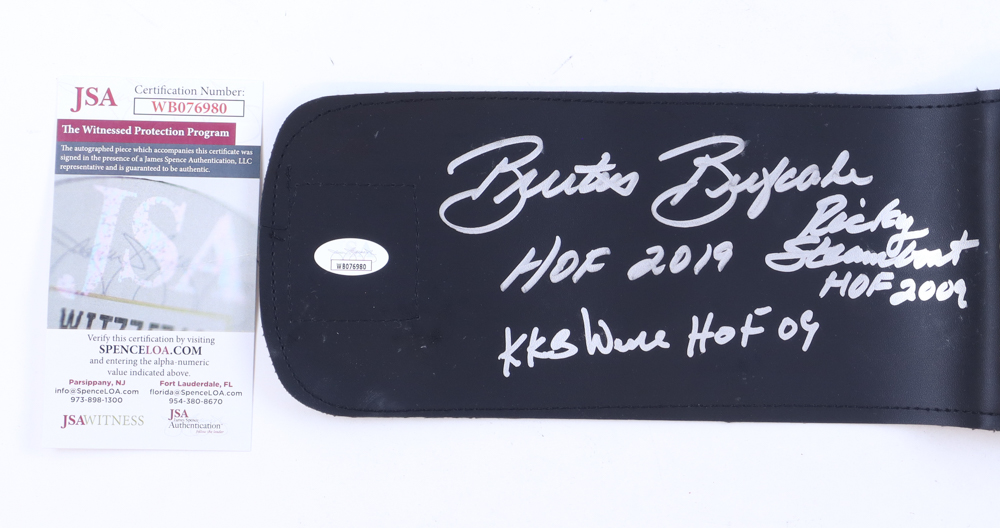 JSA
Certification Number:
WB076980
The Witnessed Protection Program
The autographed piece which accompanies this certificate was
signed in the presence of a James Spence Authentication, LLC
representative and is guaranteed to be authentic.
JSA
Verify this certification by visiting
SPENCELOA.COM
and entering the alpha-numeric
value indicated above.
Parsippany, NJ
info@SpenceLOA.com
973-898-1300
Fort Lauderdale, FL
florida@SpenceLOA.com
954-380-8670
JSAWITNESS
JSA
Authentication
WB076980
Brutus Beefcake
HOF 2019
Ricky
Steamboat
HOF 2009
KKB Ware HOF 09